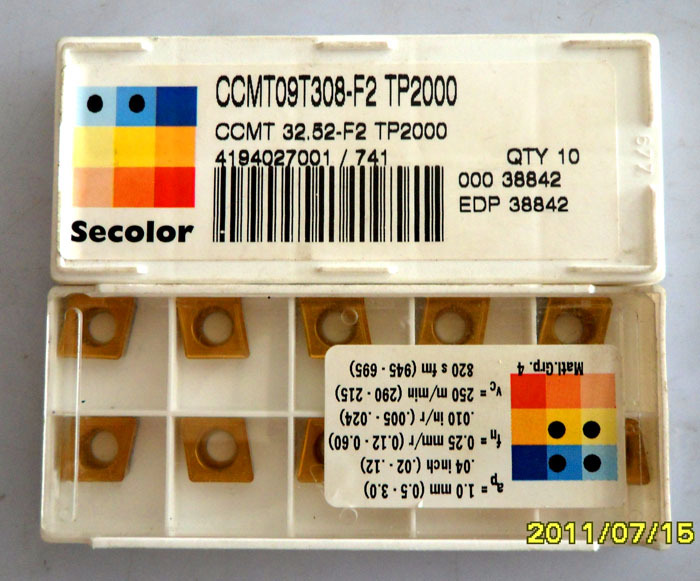 CCMT09T308-F2 TP2000
CCMT 32.52-F2 TP2000
4194027001 / 741
QTY 10
000 38842
EDP 38842
Secolor
677
Matl.Grp. 4
ap = 1.0 mm (0.5 - 3.0)
.04 inch (.02 - .12)
fn = 0.25 mm/r (0.12 - 0.60)
.010 in/r (.005 - .024)
vc = 250 m/min (290 - 215)
820 s fm (945 - 695)
2011/07/15